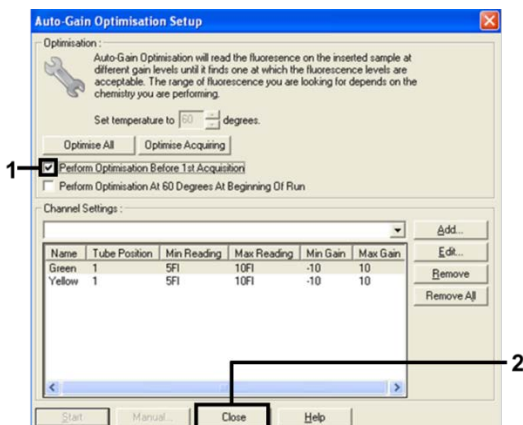 Auto-Gain Optimisation Setup
Optimisation :
Auto-Gain Optimisation will read the fluoresence on the inserted sample at
different gain levels until it finds one at which the fluorescence levels are
acceptable. The range of fluorescence you are looking for depends on the
chemistry you are performing.
Set temperature to 60 degrees.
Optimise All Optimise Acquiring
1 Perform Optimisation Before 1st Acquisition
Perform Optimisation At 60 Degrees At Beginning Of Run
Channel Settings :
Add...
Name Tube Position Min Reading Max Reading Min Gain Max Gain Edit...
Green 1 5Fl 10Fl -10 10
Yellow 1 5Fl 10Fl -10 10
Remove
Remove All
2
Start Manual... Close Help